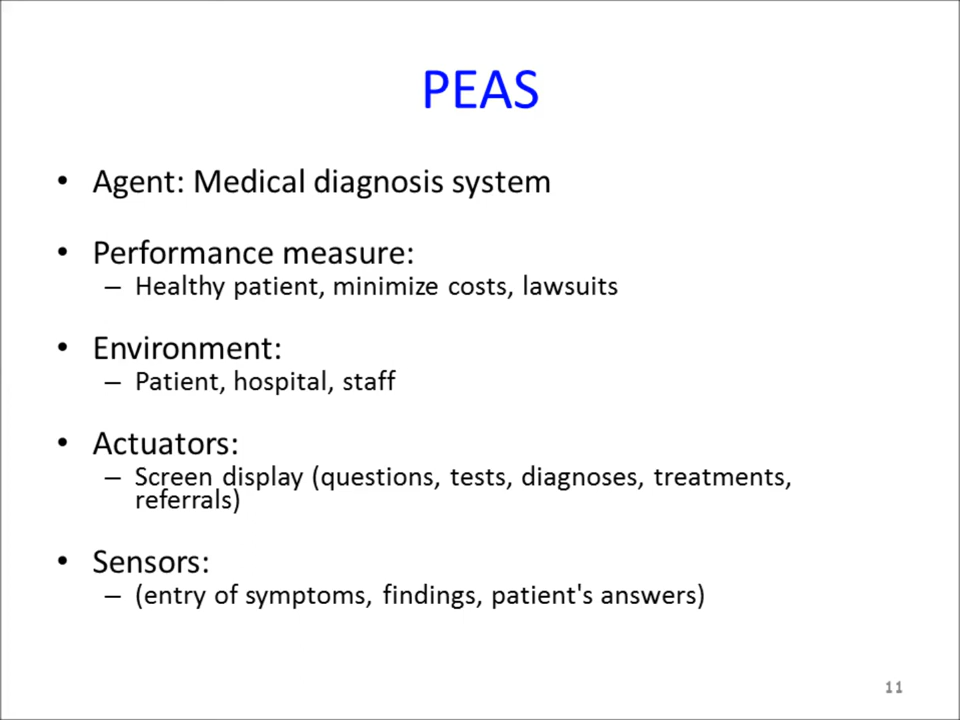 PEAS
• Agent: Medical diagnosis system
• Performance measure:
– Healthy patient, minimize costs, lawsuits
• Environment:
– Patient, hospital, staff
• Actuators:
– Screen display (questions, tests, diagnoses, treatments,
referrals)
• Sensors:
– (entry of symptoms, findings, patient's answers)
11